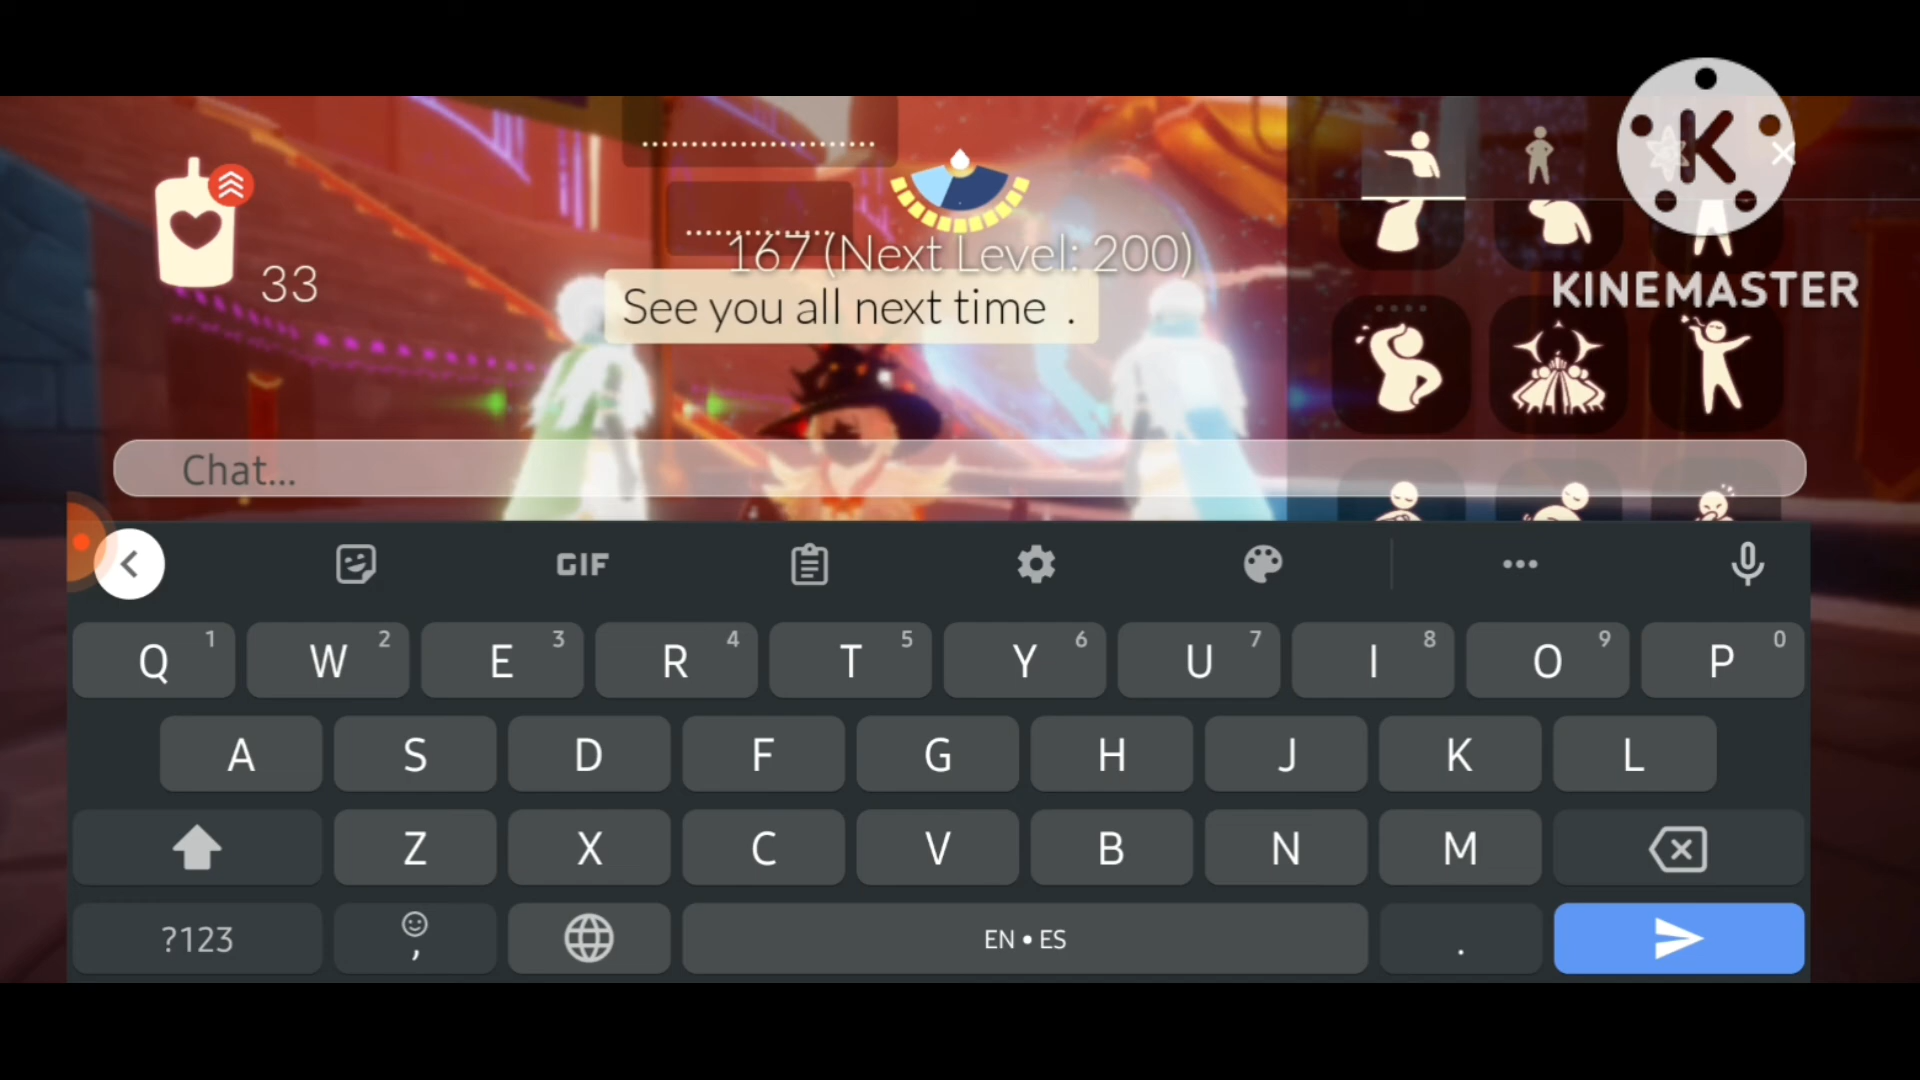 .......................
...............
167 (Next Level: 200)
33
See you all next time .
K
KINEMASTER
Chat...
GIF
Q 1 W 2 E 3 R 4 T 5 Y 6 U 7 I 8 O 9 P 0
A S D F G H J K L
Z X C V B N M
?123 , EN • ES .